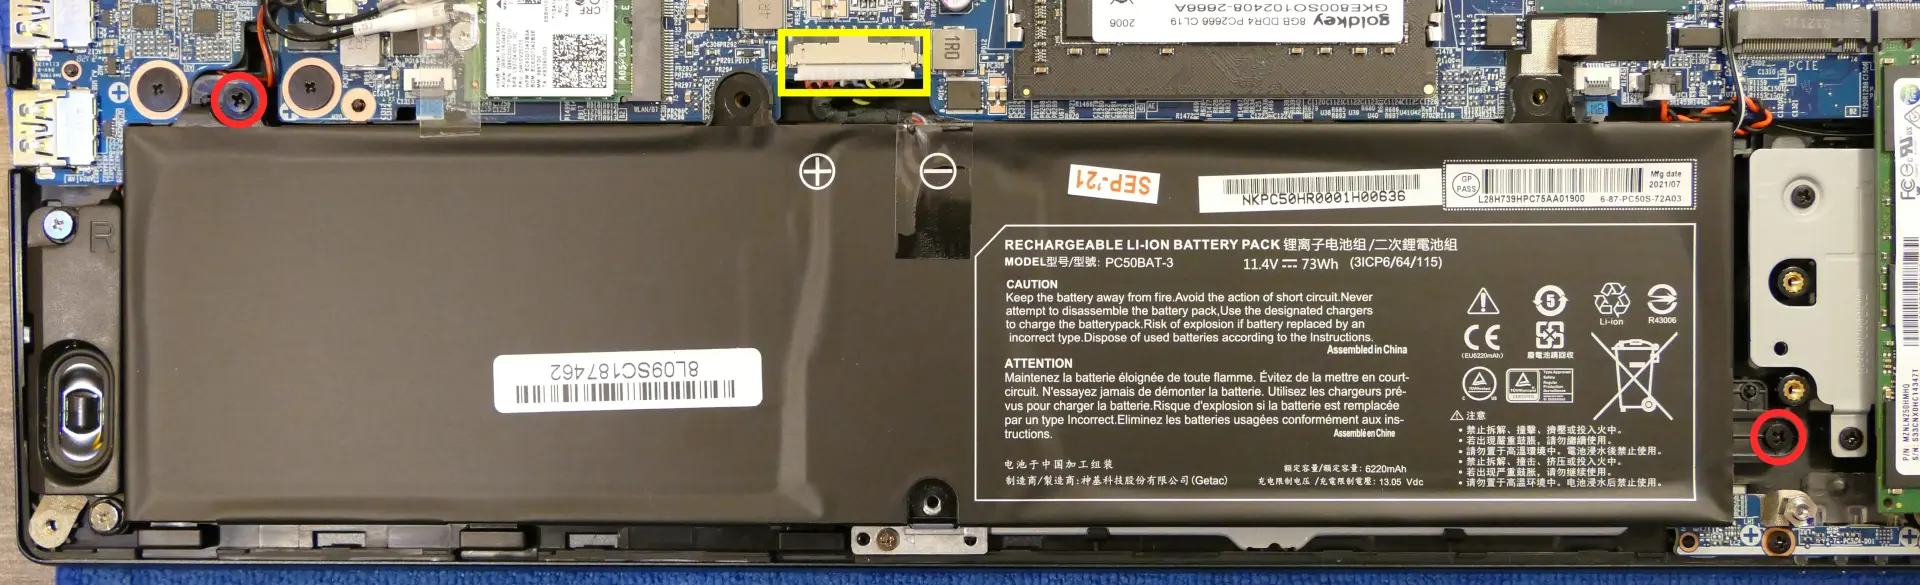 goldkey
8GB DDR4 PC2666 CL19
GKE800SO102408-2666A
2006
BAT1
1R0
4R
PCIE
WLAN/BT
R
SEP-'21
NKPC50HR0001H00636
GP
PASS
Mfg date
2021/07
L28H739HPC75AA01900
6-87-PC50S-72A03
RECHARGEABLE LI-ION BATTERY PACK 锂离子电池组/二次鋰電池組
MODEL型号/型號: PC50BAT-3
11.4V 73Wh (3ICP6/64/115)
CAUTION
Keep the battery away from fire.Avoid the action of short circuit.Never
attempt to disassemble the battery pack,Use the designated chargers
to charge the batterypack.Risk of explosion if battery replaced by an
incorrect type.Dispose of used batteries according to the Instructions.
Assembled in China
ATTENTION
Maintenez la batterie éloignée de toute flamme. Évitez de la mettre en court-
circuit. N'essayez jamais de démonter la batterie. Utilisez les chargeurs pré-
vus pour charger la batterie.Risque d'explosion si la batterie est remplacée
par un type Incorrect.Eliminez les batteries usagées conformément aux ins-
tructions.
Assemblé en Chine
电池于中国加工组装
制造商/製造商:神基科技股份有限公司(Getac)
额定容量/額定容量: 6220mAh
充电限制电压 /充電限制電壓: 13.05 Vdc
5
Li-ion
R43006
CE
(EU6220mAh)
廢電池請回收
注意
• 禁止拆解、撞擊、擠壓或投入火中。
• 若出現嚴重鼓脹，請勿繼續使用。
• 請勿置于高溫環境中。電池浸水後禁止使用。
• 禁止拆解、撞击、挤压或投入火中。
• 若出现严重鼓胀，请勿继续使用。
• 请勿置于高温环境中。电池浸水后禁止使用。
8L09SC187462
P/N MZNLN250HMHQ
S/N: S33CNX0HC14347T